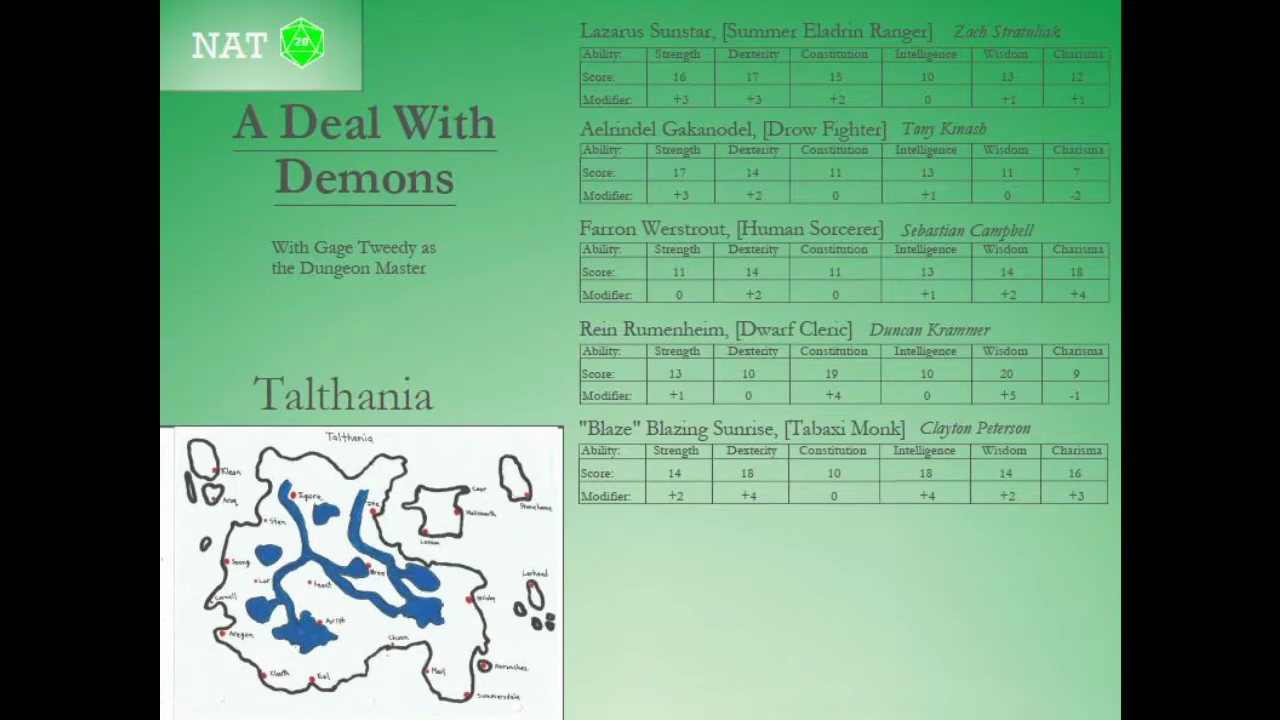 NAT 20
A Deal With
Demons
With Gage Tweedy as
the Dungeon Master
Talthania
Lazarus Sunstar, [Summer Eladrin Ranger] Zach Stratuliak
Ability: Strength Dexterity Constitution Intelligence Wisdom Charisma
Score: 16 17 15 10 13 12
Modifier: +3 +3 +2 0 +1 +1
Aelrindel Gakanodel, [Drow Fighter] Tony Kinash
Ability: Strength Dexterity Constitution Intelligence Wisdom Charisma
Score: 17 14 11 13 11 7
Modifier: +3 +2 0 +1 0 -2
Farron Werstrout, [Human Sorcerer] Sebastian Campbell
Ability: Strength Dexterity Constitution Intelligence Wisdom Charisma
Score: 11 14 11 13 14 18
Modifier: 0 +2 0 +1 +2 +4
Rein Rumenheim, [Dwarf Cleric] Duncan Krammer
Ability: Strength Dexterity Constitution Intelligence Wisdom Charisma
Score: 13 10 19 10 20 9
Modifier: +1 0 +4 0 +5 -1
"Blaze" Blazing Sunrise, [Tabaxi Monk] Clayton Peterson
Ability: Strength Dexterity Constitution Intelligence Wisdom Charisma
Score: 14 18 10 18 14 16
Modifier: +2 +4 0 +4 +2 +3
Talthania
Kleen
Sten
Lor
Aregon
Mail